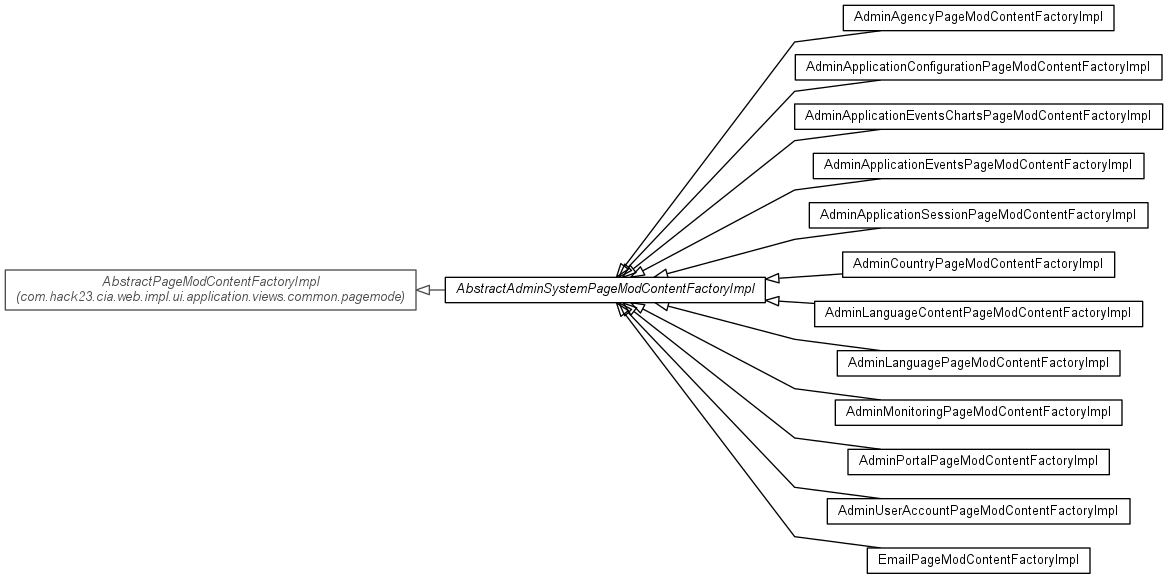 AdminAgencyPageModContentFactoryImpl
AdminApplicationConfigurationPageModContentFactoryImpl
AdminApplicationEventsChartsPageModContentFactoryImpl
AdminApplicationEventsPageModContentFactoryImpl
AdminApplicationSessionPageModContentFactoryImpl
AbstractPageModContentFactoryImpl
(com.hack23.cia.web.impl.ui.application.views.common.pagemode)
AbstractAdminSystemPageModContentFactoryImpl
AdminCountryPageModContentFactoryImpl
AdminLanguageContentPageModContentFactoryImpl
AdminLanguagePageModContentFactoryImpl
AdminMonitoringPageModContentFactoryImpl
AdminPortalPageModContentFactoryImpl
AdminUserAccountPageModContentFactoryImpl
EmailPageModContentFactoryImpl